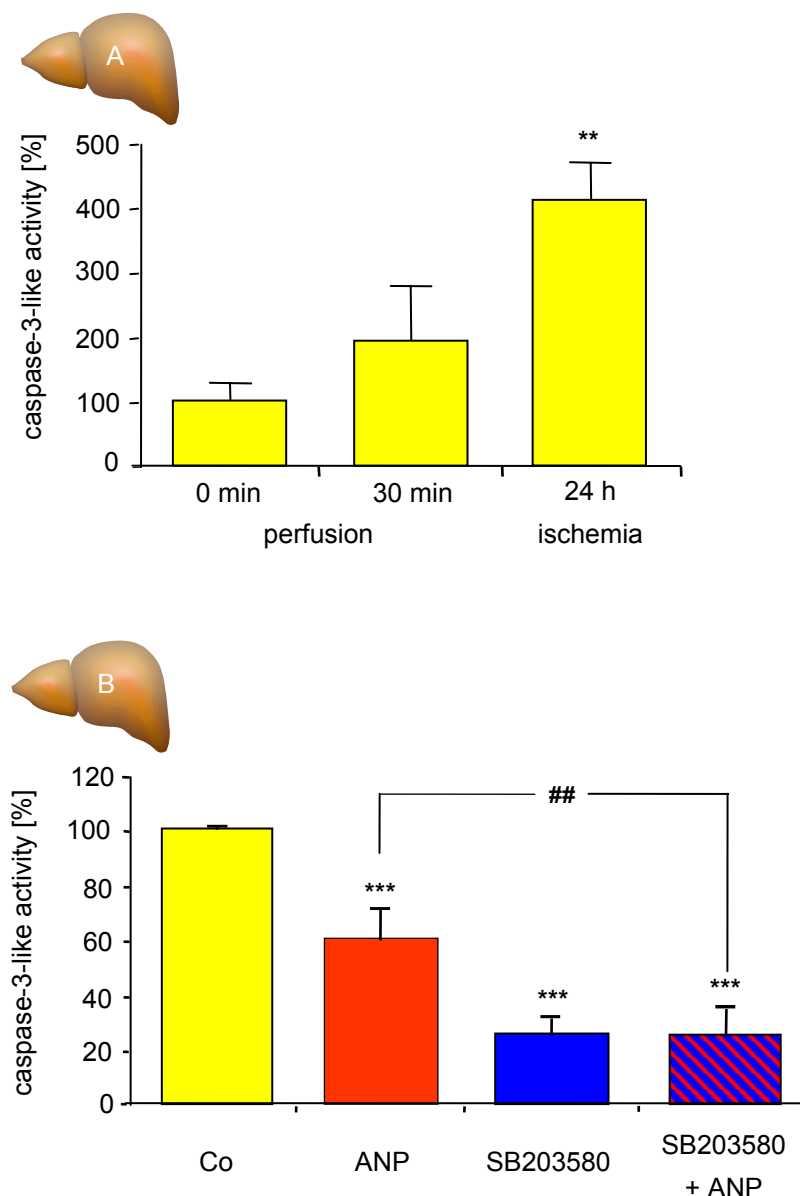 A
caspase-3-like activity [%]
500
400
300
200
100
0
**
0 min
30 min
24 h
perfusion
ischemia
B
caspase-3-like activity [%]
120
100
80
60
40
20
0
##
***
***
***
Co
ANP
SB203580
SB203580
+ ANP